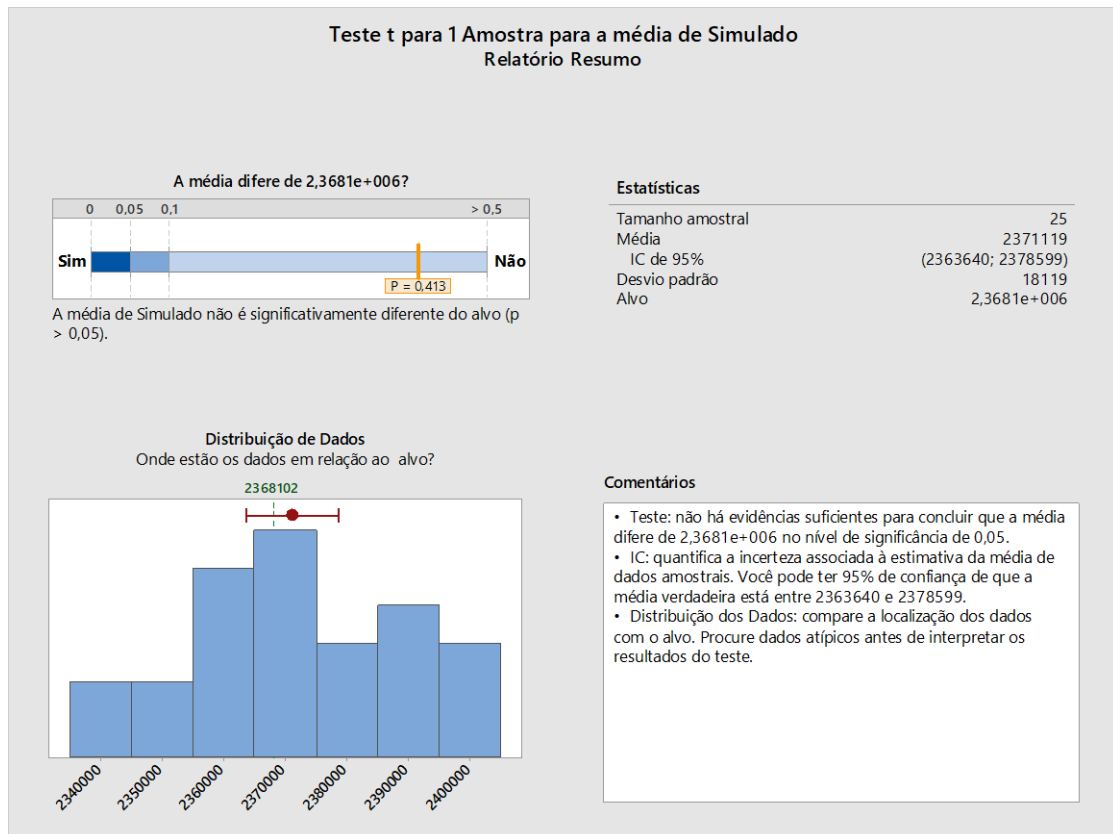 Teste t para 1 Amostra para a média de Simulado
Relatório Resumo
A média difere de 2,3681e+006?
0 0,05 0,1 > 0,5
Sim Não
P = 0,413
A média de Simulado não é significativamente diferente do alvo (p
> 0,05).
Estatísticas
Tamanho amostral 25
Média 2371119
IC de 95% (2363640; 2378599)
Desvio padrão 18119
Alvo 2,3681e+006
Distribuição de Dados
Onde estão os dados em relação ao alvo?
2368102
2340000 2350000 2360000 2370000 2380000 2390000 2400000
Comentários
• Teste: não há evidências suficientes para concluir que a média
difere de 2,3681e+006 no nível de significância de 0,05.
• IC: quantifica a incerteza associada à estimativa da média de
dados amostrais. Você pode ter 95% de confiança de que a
média verdadeira está entre 2363640 e 2378599.
• Distribuição dos Dados: compare a localização dos dados
com o alvo. Procure dados atípicos antes de interpretar os
resultados do teste.